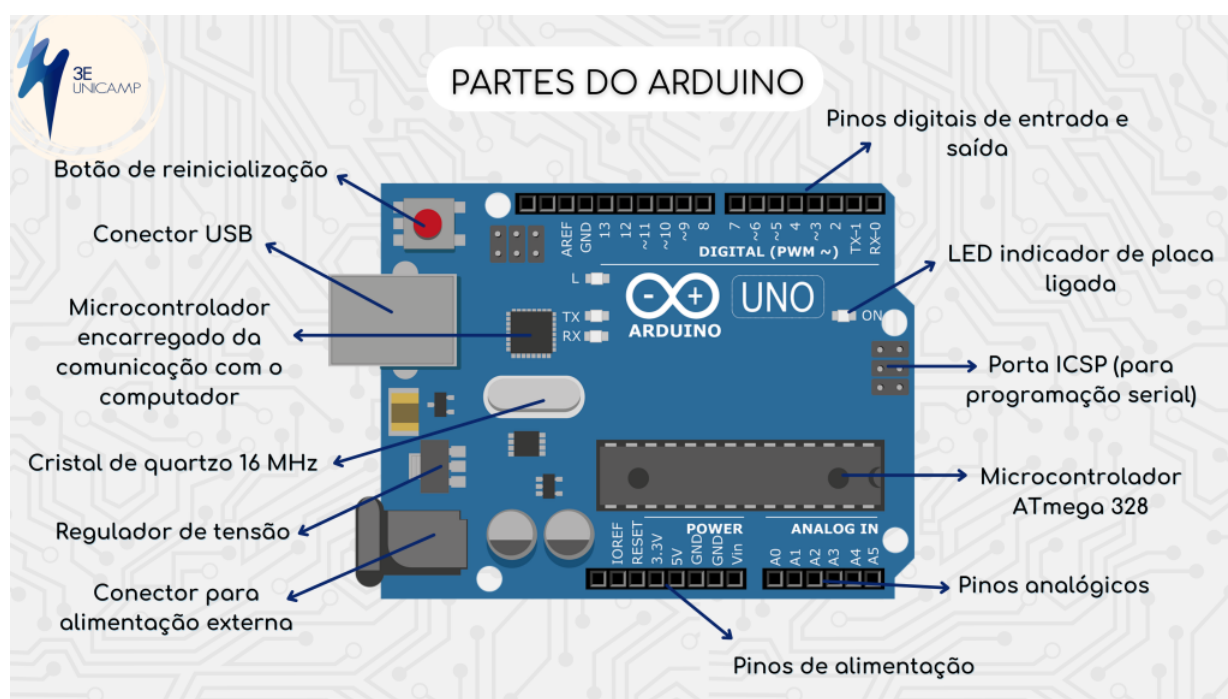 3E
UNICAMP
PARTES DO ARDUINO
Pinos digitais de entrada e
saída
Botão de reinicialização
Conector USB
Microcontrolador
encarregado da
comunicação com o
computador
Cristal de quartzo 16 MHz
Regulador de tensão
Conector para
alimentação externa
AREF
GND
13
12
~11
~10
~9
8
7
~6
~5
4
~3
2
TX-1
RX-0
DIGITAL (PWM ~)
L
TX
RX
- +
ARDUINO
UNO
ON
LED indicador de placa
ligada
Porta ICSP (para
programação serial)
Microcontrolador
ATmega 328
POWER
ANALOG IN
IOREF
RESET
3.3V
5V
GND
GND
Vin
A0
A1
A2
A3
A4
A5
Pinos analógicos
Pinos de alimentação